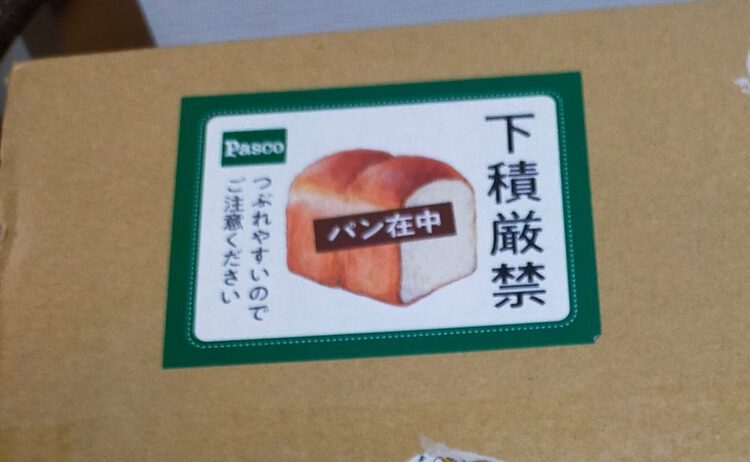 下積厳禁
Pasco
パン在中
つぶれやすいので
ご注意ください